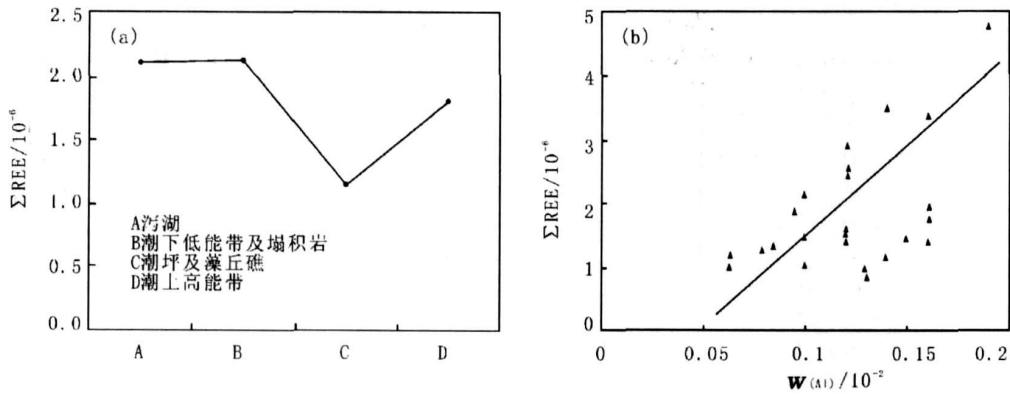 2.5
(a)
2.0
1.5
1.0
0.5
0.0
ΣREE/10⁻⁶
A泻湖
B潮下低能带及塌积岩
C潮坪及藻丘礁
D潮上高能带
A B C D
5
(b)
4
3
2
1
0
ΣREE/10⁻⁶
0 0.05 0.1 0.15 0.2
W(Al)/10⁻²